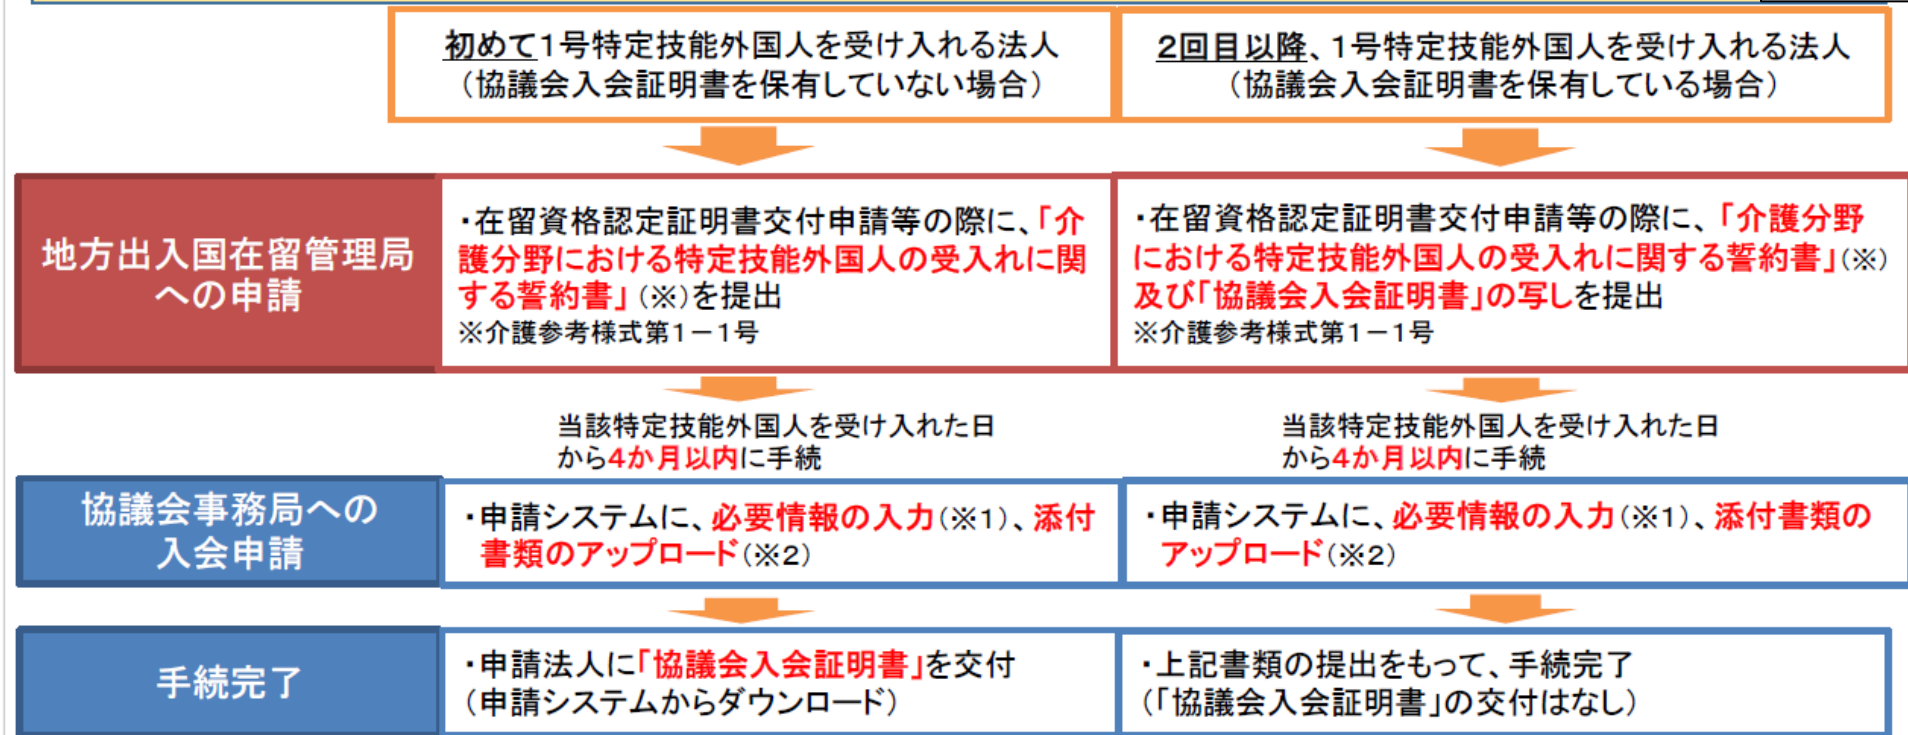 初めて1号特定技能外国人を受け入れる法人
（協議会入会証明書を保有していない場合）
2回目以降、1号特定技能外国人を受け入れる法人
（協議会入会証明書を保有している場合）
地方出入国在留管理局
への申請
・在留資格認定証明書交付申請等の際に、「介
護分野における特定技能外国人の受入れに関
する誓約書」（※）を提出
※介護参考様式第1－1号
・在留資格認定証明書交付申請等の際に、「介護分野
における特定技能外国人の受入れに関する誓約書」（※）
及び「協議会入会証明書」の写しを提出
※介護参考様式第1－1号
当該特定技能外国人を受け入れた日
から4か月以内に手続
当該特定技能外国人を受け入れた日
から4か月以内に手続
協議会事務局への
入会申請
・申請システムに、必要情報の入力（※1）、添付
書類のアップロード（※2）
・申請システムに、必要情報の入力（※1）、添付書類の
アップロード（※2）
手続完了
・申請法人に「協議会入会証明書」を交付
（申請システムからダウンロード）
・上記書類の提出をもって、手続完了
（「協議会入会証明書」の交付はなし）